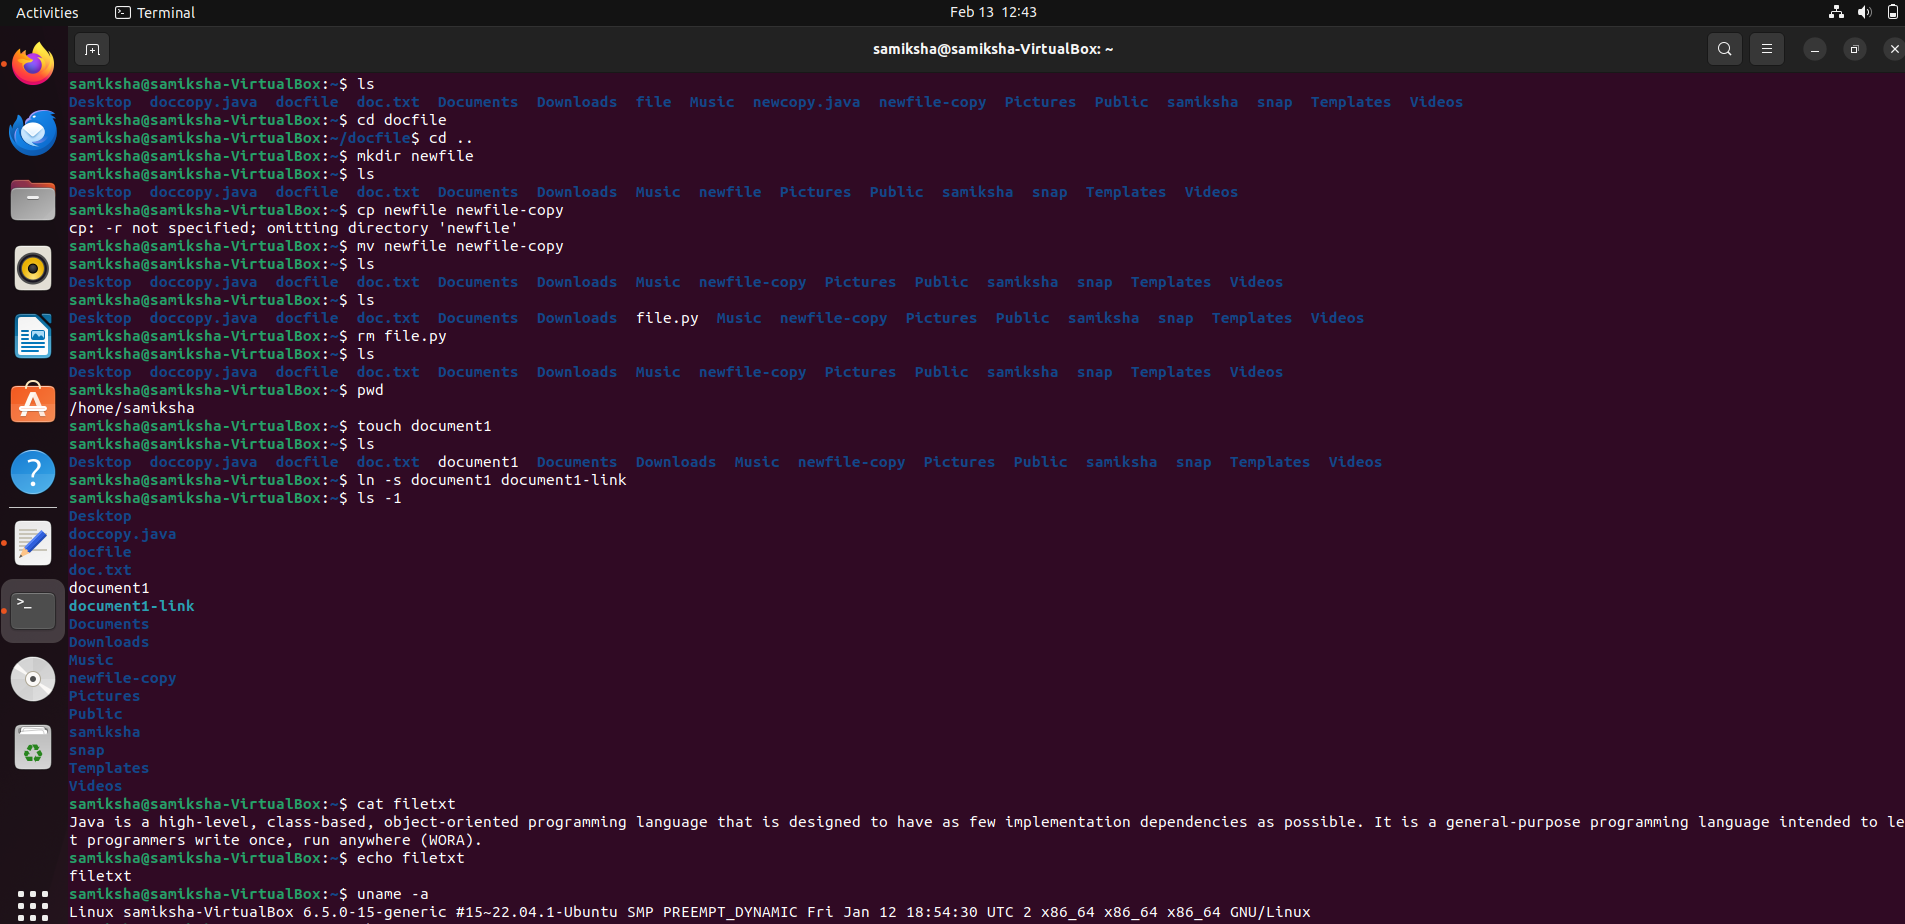 Activities Terminal Feb 13 12:43
samiksha@samiksha-VirtualBox: ~
samiksha@samiksha-VirtualBox:~$ ls
Desktop doccopy.java docfile doc.txt Documents Downloads file Music newcopy.java newfile-copy Pictures Public samiksha snap Templates Videos
samiksha@samiksha-VirtualBox:~$ cd docfile
samiksha@samiksha-VirtualBox:~/docfile$ cd ..
samiksha@samiksha-VirtualBox:~$ mkdir newfile
samiksha@samiksha-VirtualBox:~$ ls
Desktop doccopy.java docfile doc.txt Documents Downloads Music newfile Pictures Public samiksha snap Templates Videos
samiksha@samiksha-VirtualBox:~$ cp newfile newfile-copy
cp: -r not specified; omitting directory 'newfile'
samiksha@samiksha-VirtualBox:~$ mv newfile newfile-copy
samiksha@samiksha-VirtualBox:~$ ls
Desktop doccopy.java docfile doc.txt Documents Downloads Music newfile-copy Pictures Public samiksha snap Templates Videos
samiksha@samiksha-VirtualBox:~$ ls
Desktop doccopy.java docfile doc.txt Documents Downloads file.py Music newfile-copy Pictures Public samiksha snap Templates Videos
samiksha@samiksha-VirtualBox:~$ rm file.py
samiksha@samiksha-VirtualBox:~$ ls
Desktop doccopy.java docfile doc.txt Documents Downloads Music newfile-copy Pictures Public samiksha snap Templates Videos
samiksha@samiksha-VirtualBox:~$ pwd
/home/samiksha
samiksha@samiksha-VirtualBox:~$ touch document1
samiksha@samiksha-VirtualBox:~$ ls
Desktop doccopy.java docfile doc.txt document1 Documents Downloads Music newfile-copy Pictures Public samiksha snap Templates Videos
samiksha@samiksha-VirtualBox:~$ ln -s document1 document1-link
samiksha@samiksha-VirtualBox:~$ ls -1
Desktop
doccopy.java
docfile
doc.txt
document1
document1-link
Documents
Downloads
Music
newfile-copy
Pictures
Public
samiksha
snap
Templates
Videos
samiksha@samiksha-VirtualBox:~$ cat filetxt
Java is a high-level, class-based, object-oriented programming language that is designed to have as few implementation dependencies as possible. It is a general-purpose programming language intended to le
t programmers write once, run anywhere (WORA).
samiksha@samiksha-VirtualBox:~$ echo filetxt
filetxt
samiksha@samiksha-VirtualBox:~$ uname -a
Linux samiksha-VirtualBox 6.5.0-15-generic #15~22.04.1-Ubuntu SMP PREEMPT_DYNAMIC Fri Jan 12 18:54:30 UTC 2 x86_64 x86_64 x86_64 GNU/Linux